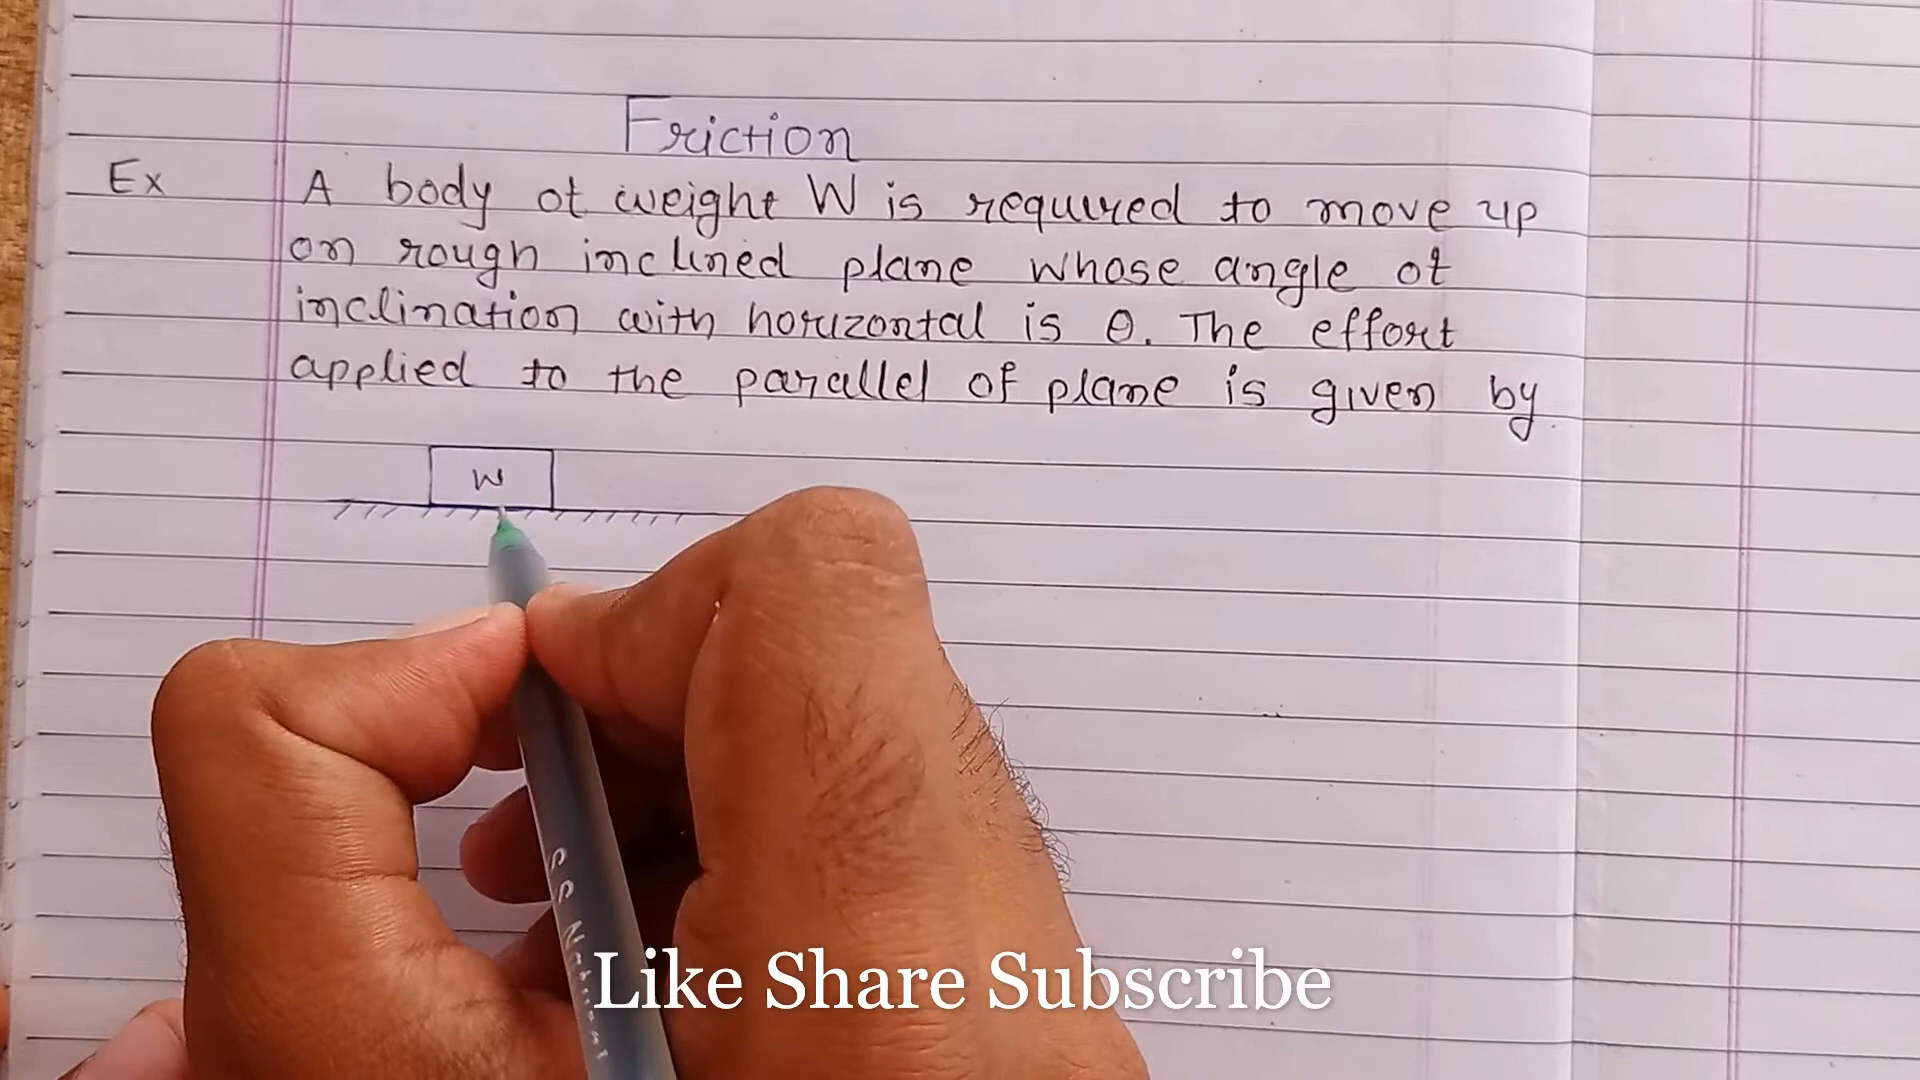 Friction
Ex A body of weight W is required to move up
on rough inclined plane whose angle of
inclination with horizontal is θ. The effort
applied to the parallel of plane is given by
W
Like Share Subscribe